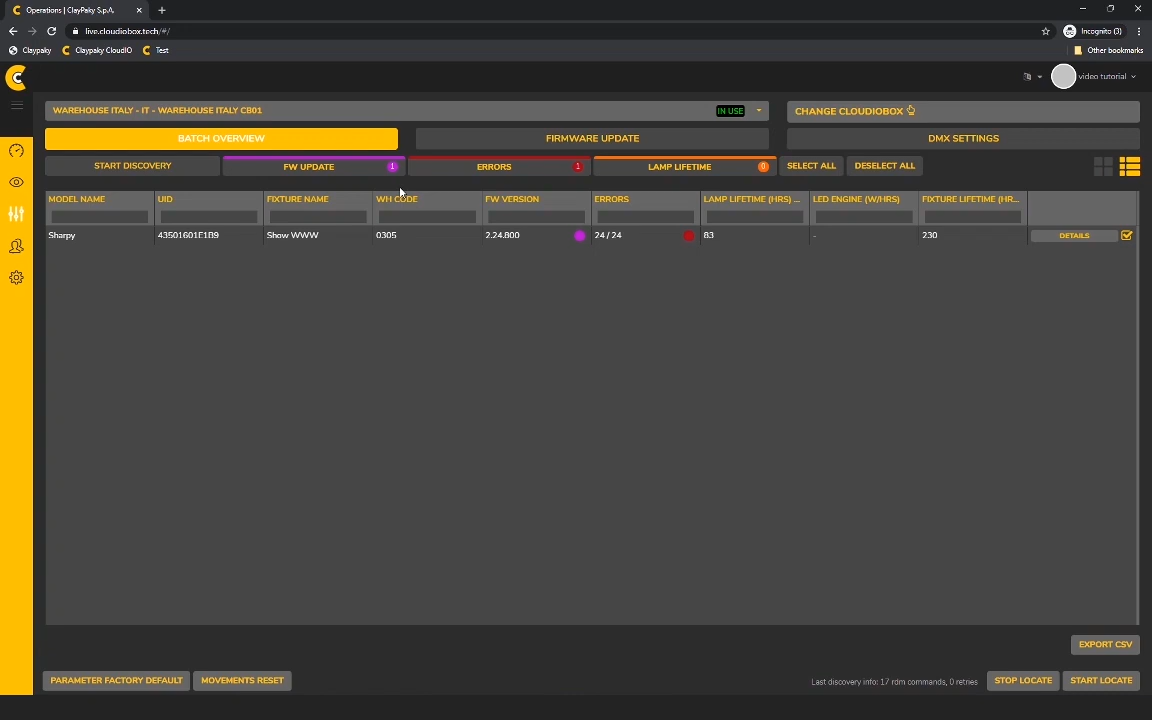 Operations | ClayPaky S.p.A.
live.cloudiobox.tech/#/
Incognito (3)
Claypaky
Claypaky CloudIO
Test
Other bookmarks
video tutorial
WAREHOUSE ITALY - IT - WAREHOUSE ITALY CB01 IN USE
CHANGE CLOUDIOBOX
BATCH OVERVIEW
FIRMWARE UPDATE
DMX SETTINGS
START DISCOVERY
FW UPDATE 1
ERRORS 1
LAMP LIFETIME 0
SELECT ALL
DESELECT ALL
MODEL NAME UID FIXTURE NAME WH CODE FW VERSION ERRORS LAMP LIFETIME (HRS) ... LED ENGINE (W/HRS) FIXTURE LIFETIME (HR...
Sharpy 43501601E1B9 Show WWW 0305 2.24.800 24 / 24 83 - 230 DETAILS
EXPORT CSV
PARAMETER FACTORY DEFAULT
MOVEMENTS RESET
Last discovery info: 17 rdm commands, 0 retries
STOP LOCATE
START LOCATE